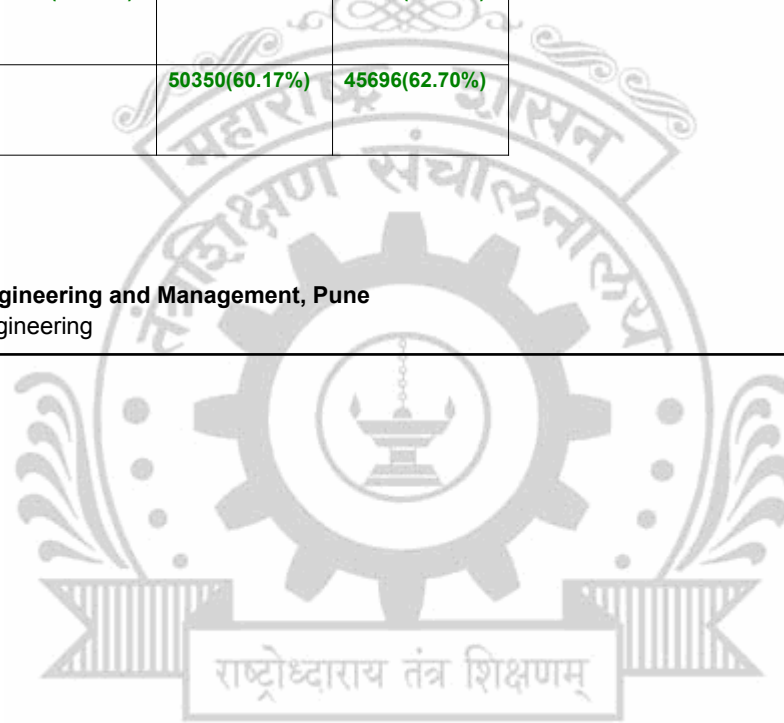 50350(60.17%) 45696(62.70%)
महाराष्ट्र शासन
तंत्रशिक्षण संचालनालय
gineering and Management, Pune
gineering
राष्ट्रोध्दाराय तंत्र शिक्षणम्